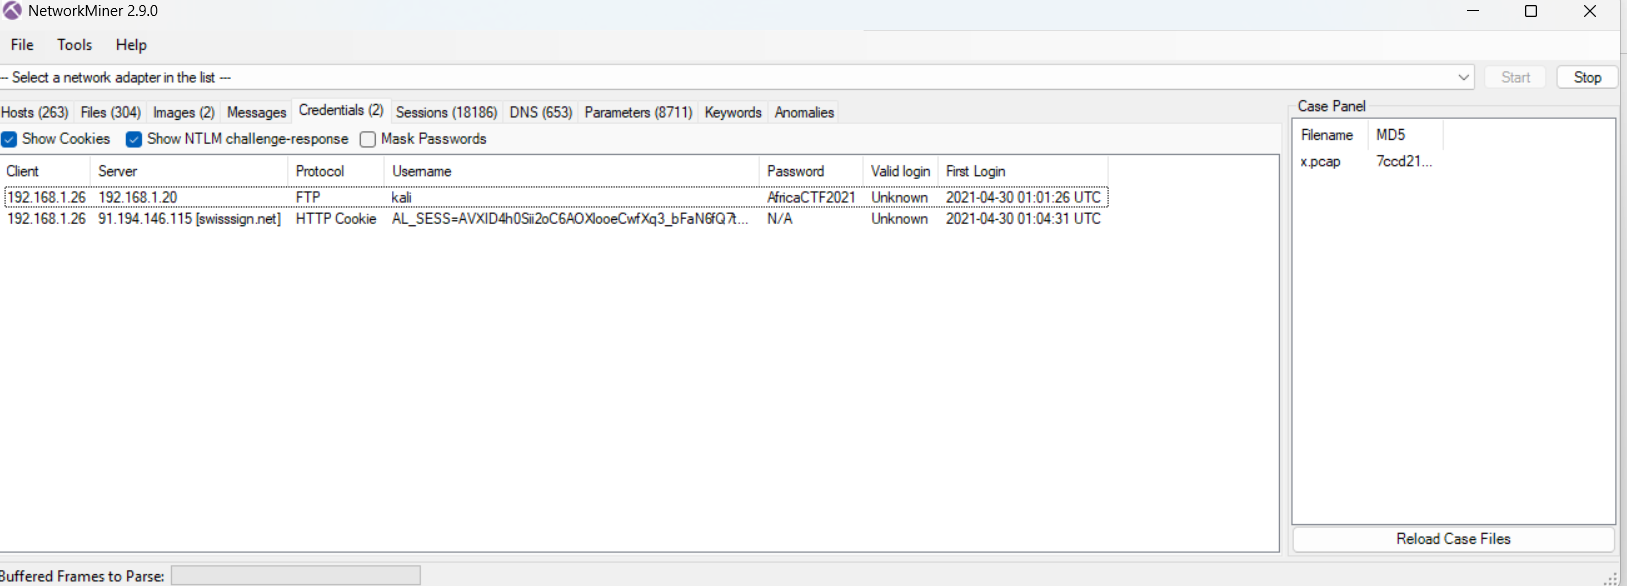 NetworkMiner 2.9.0
File Tools Help
-- Select a network adapter in the list --
Start Stop
Hosts (263) Files (304) Images (2) Messages Credentials (2) Sessions (18186) DNS (653) Parameters (8711) Keywords Anomalies
Show Cookies Show NTLM challenge-response Mask Passwords
Client Server Protocol Username Password Valid login First Login
192.168.1.26 192.168.1.20 FTP kali AfricaCTF2021 Unknown 2021-04-30 01:01:26 UTC
192.168.1.26 91.194.146.115 [swisssign.net] HTTP Cookie AL_SESS=AVXID4h0Sii2oC6AOXlooeCwfXq3_bFaN6fQ7t... N/A Unknown 2021-04-30 01:04:31 UTC
Case Panel
Filename MD5
x.pcap 7ccd21...
Reload Case Files
Buffered Frames to Parse: